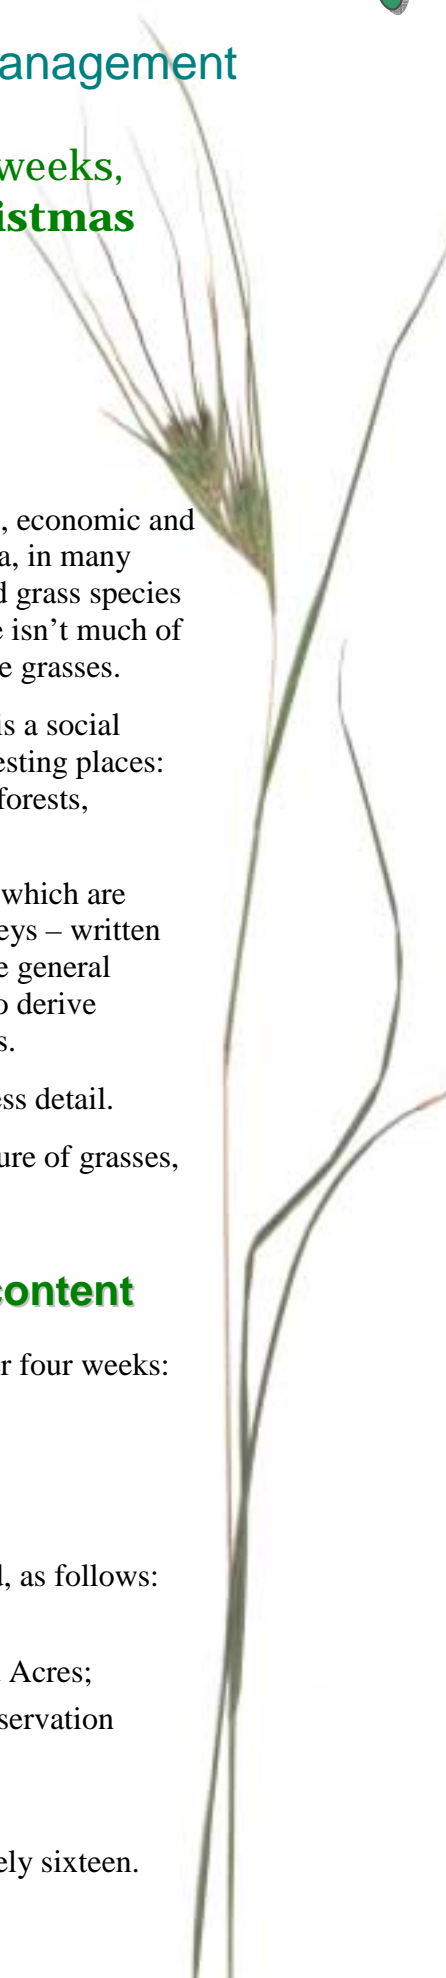 anagement
weeks,
istmas
, economic and
a, in many
d grass species
e isn’t much of
e grasses.
is a social
esting places:
forests,
which are
eys – written
e general
o derive
s.
ess detail.
ure of grasses,
content
r four weeks:
d, as follows:
Acres;
servation
ely sixteen.